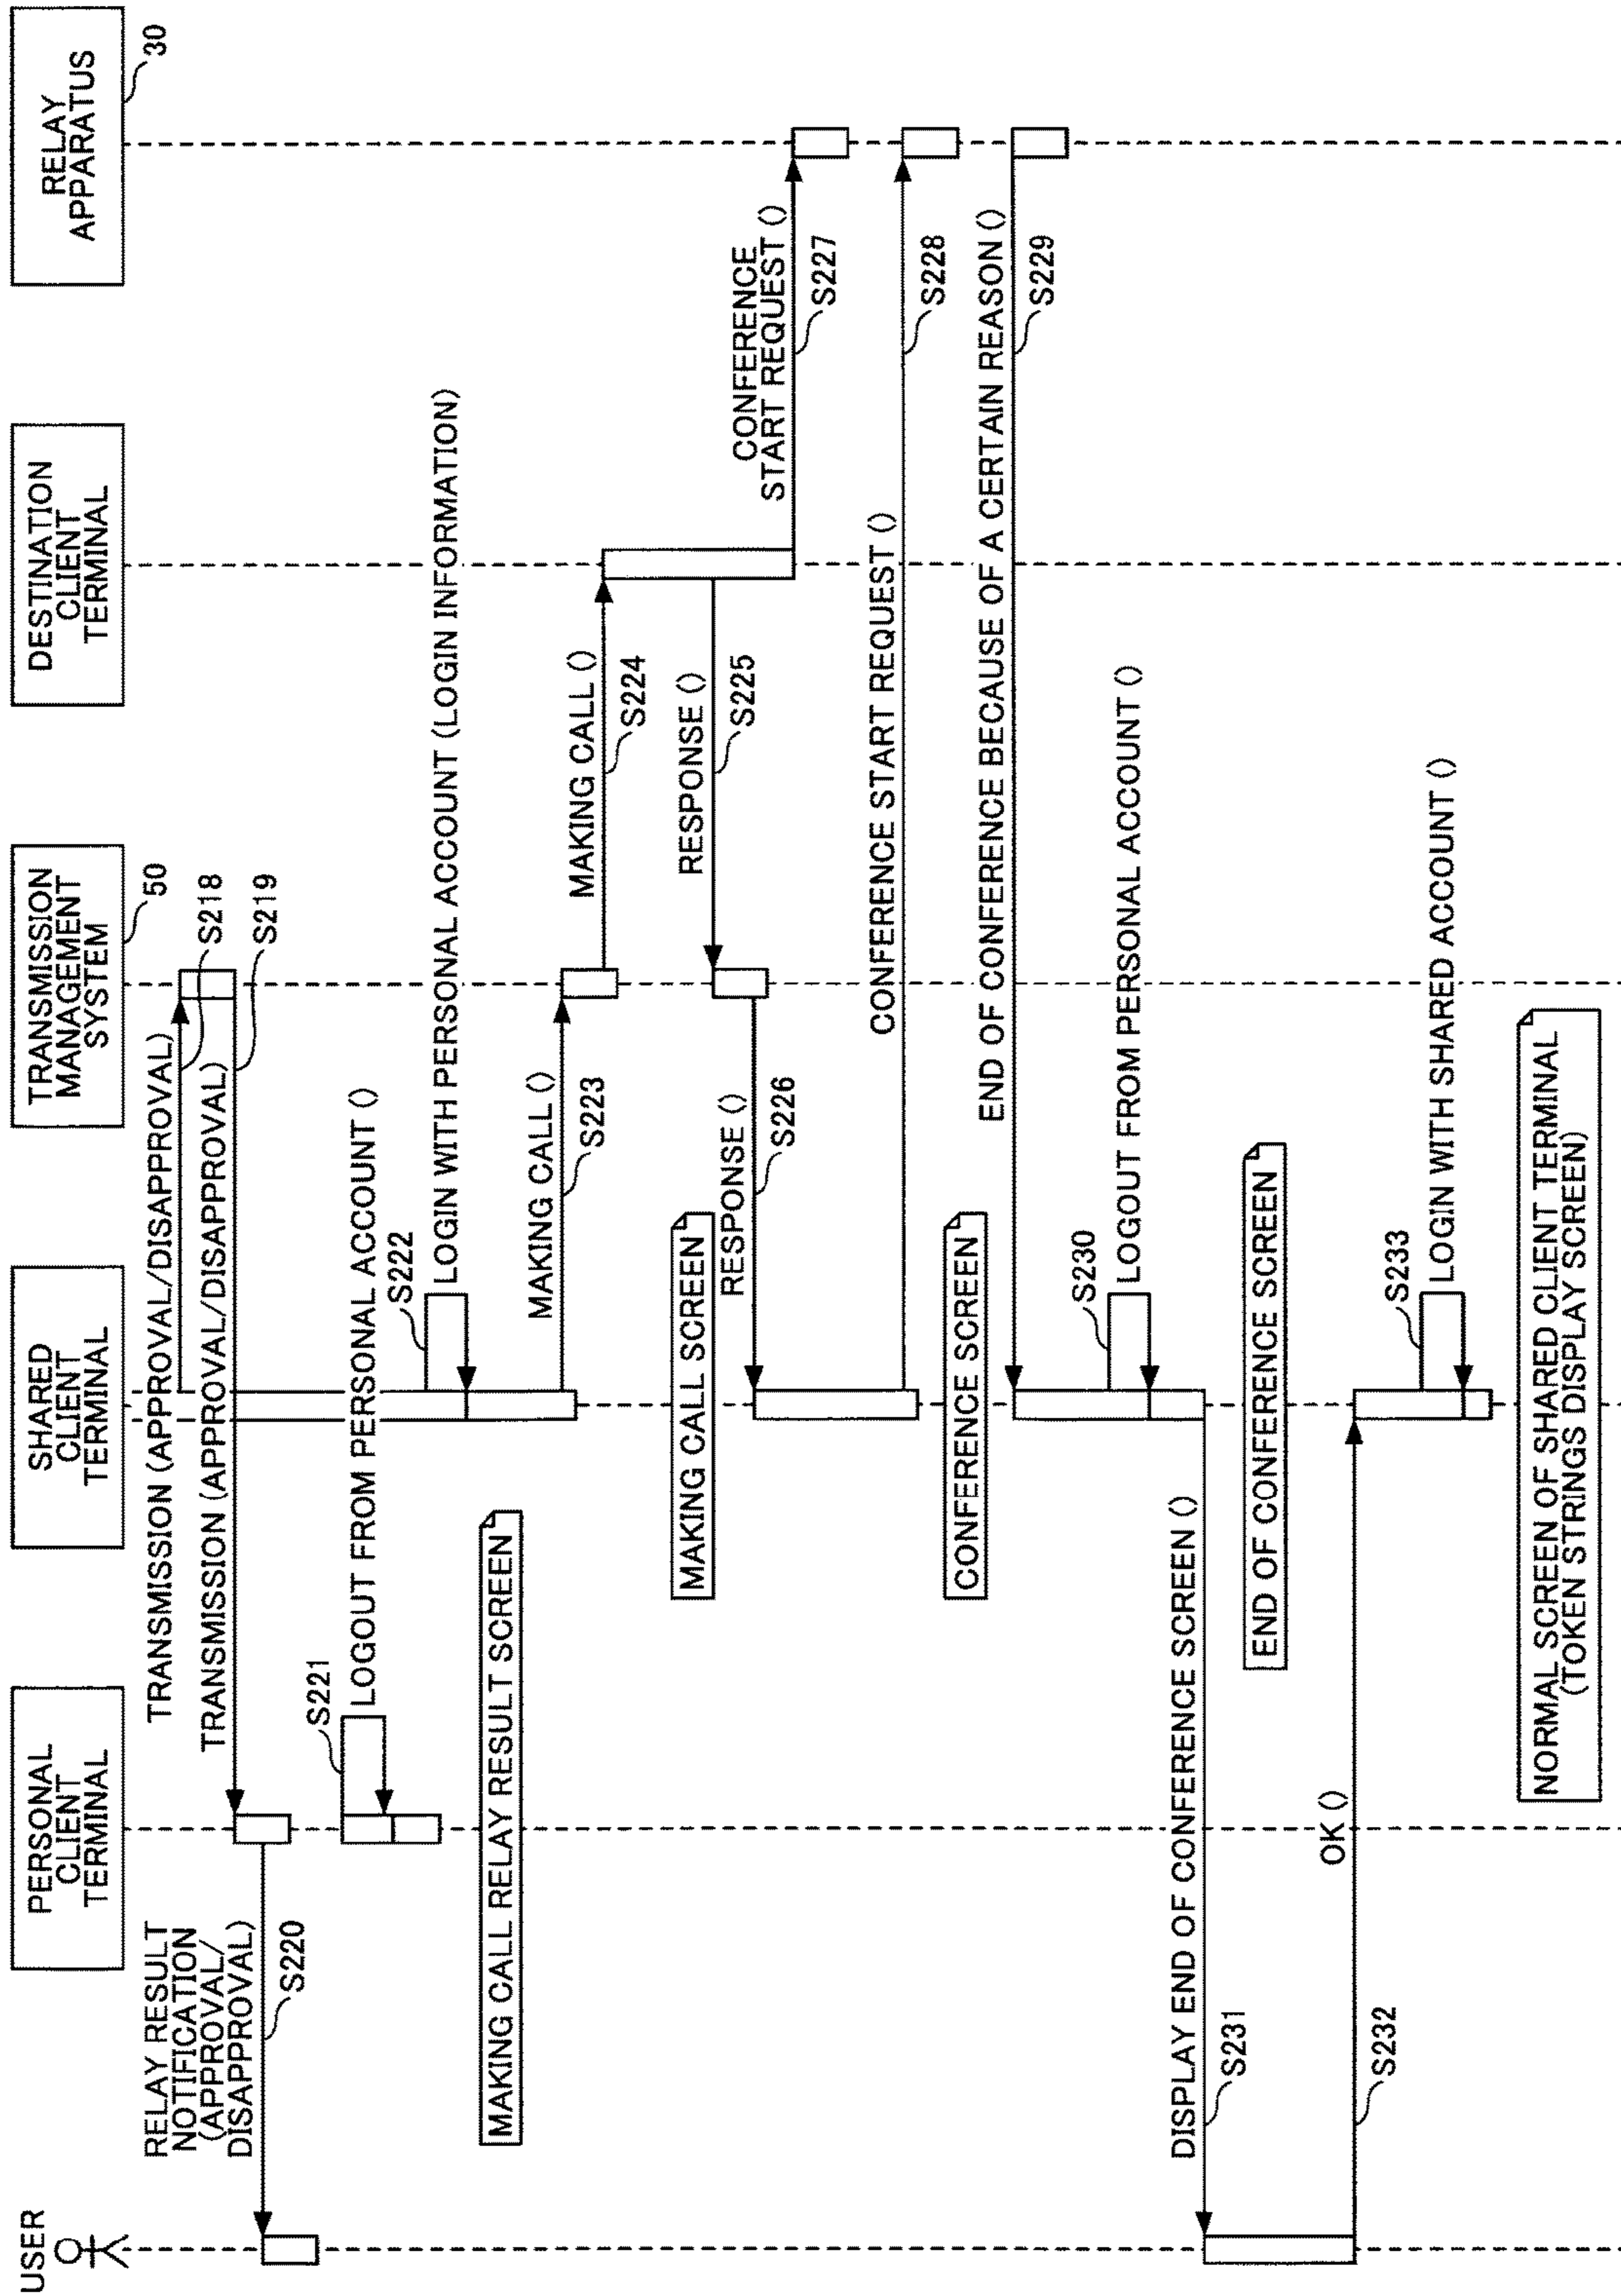 USER
PERSONAL
CLIENT
TERMINAL
SHARED
CLIENT
TERMINAL
TRANSMISSION
MANAGEMENT
SYSTEM
50
DESTINATION
CLIENT
TERMINAL
RELAY
APPARATUS
30
TRANSMISSION (APPROVAL/DISAPPROVAL)
S218
TRANSMISSION (APPROVAL/DISAPPROVAL)
S219
RELAY RESULT
NOTIFICATION
(APPROVAL/
DISAPPROVAL)
S220
S221
LOGOUT FROM PERSONAL ACCOUNT ()
S222
LOGIN WITH PERSONAL ACCOUNT (LOGIN INFORMATION)
MAKING CALL RELAY RESULT SCREEN
MAKING CALL ()
S223
MAKING CALL ()
S224
MAKING CALL SCREEN
RESPONSE ()
S225
RESPONSE ()
S226
CONFERENCE
START REQUEST ()
S227
CONFERENCE START REQUEST ()
S228
CONFERENCE SCREEN
END OF CONFERENCE BECAUSE OF A CERTAIN REASON ()
S229
S230
LOGOUT FROM PERSONAL ACCOUNT ()
DISPLAY END OF CONFERENCE SCREEN ()
S231
END OF CONFERENCE SCREEN
OK ()
S232
S233
LOGIN WITH SHARED ACCOUNT ()
NORMAL SCREEN OF SHARED CLIENT TERMINAL
(TOKEN STRINGS DISPLAY SCREEN)